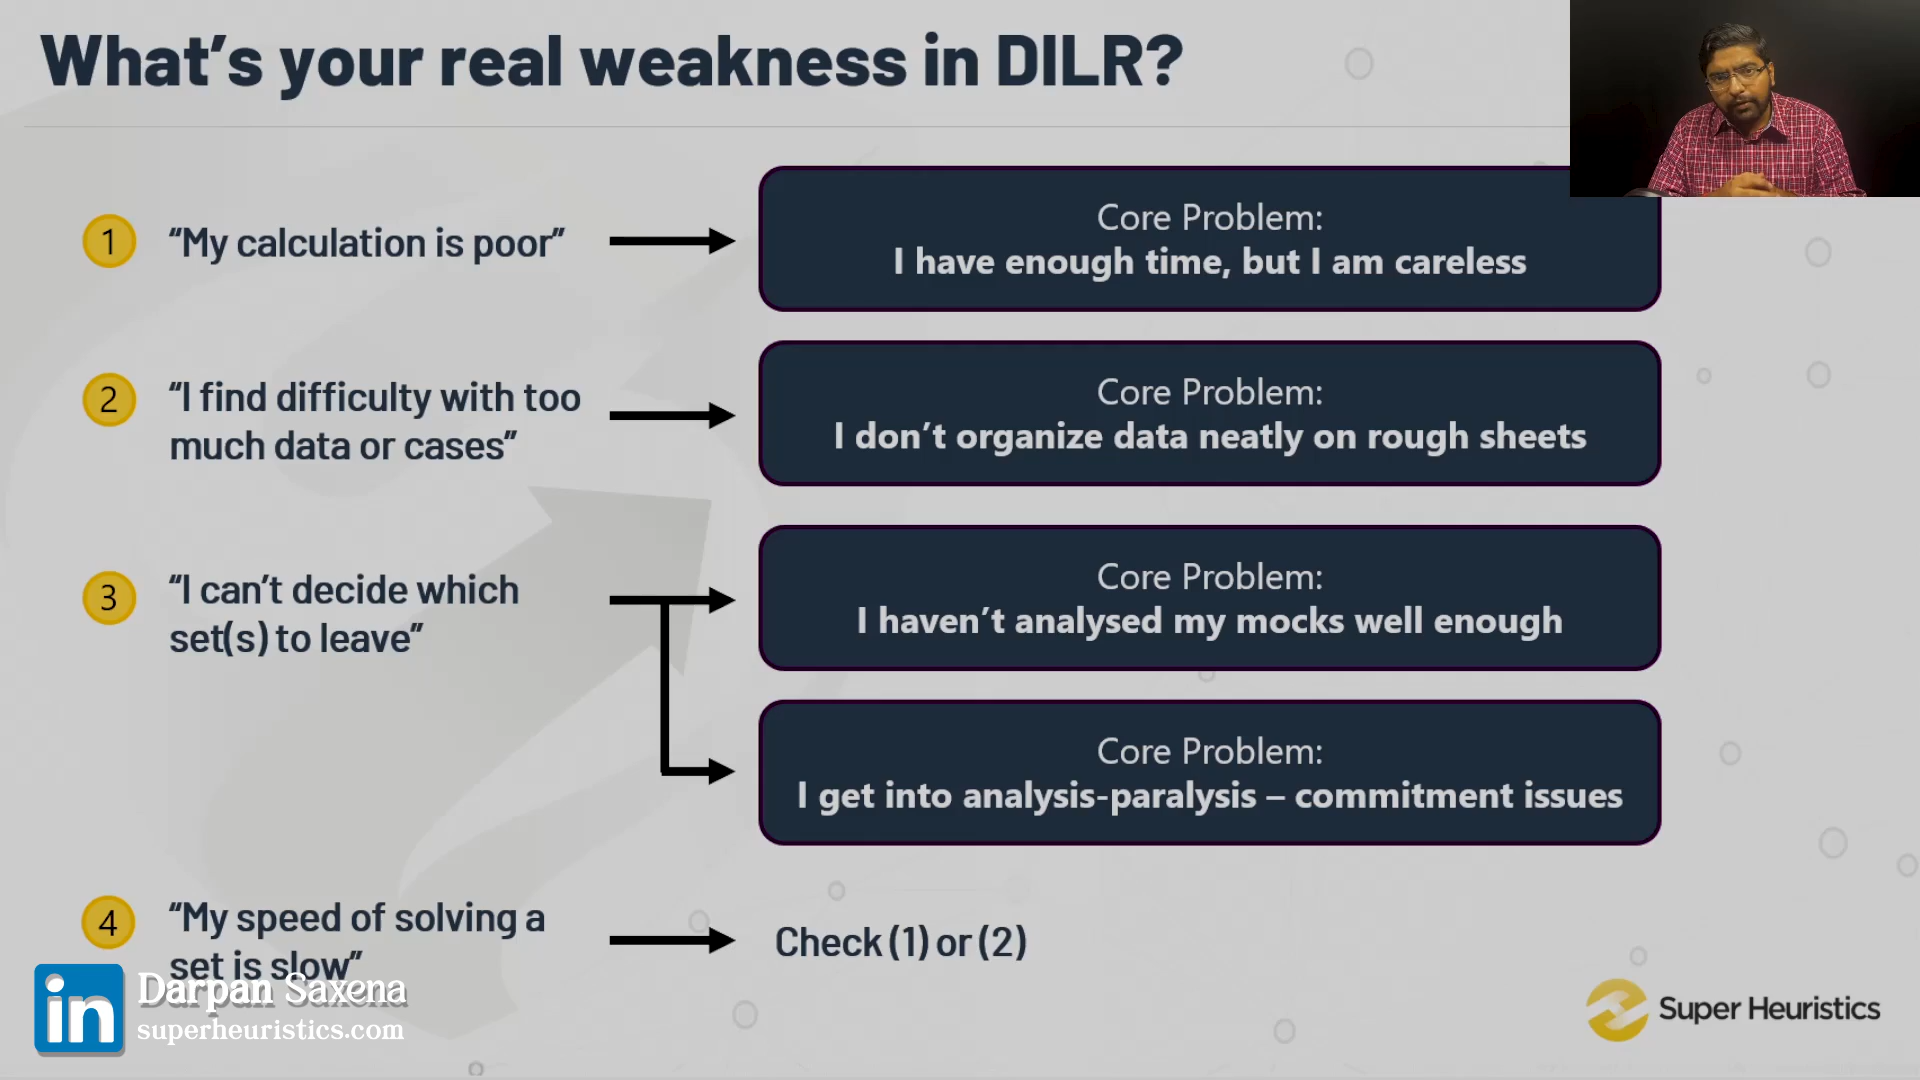 What’s your real weakness in DILR?
1
“My calculation is poor”
Core Problem:
I have enough time, but I am careless
2
“I find difficulty with too
much data or cases”
Core Problem:
I don’t organize data neatly on rough sheets
3
“I can’t decide which
set(s) to leave”
Core Problem:
I haven’t analysed my mocks well enough
Core Problem:
I get into analysis-paralysis – commitment issues
4
“My speed of solving a
set is slow”
Check (1) or (2)
in
Darpan Saxena
superheuristics.com
Super Heuristics